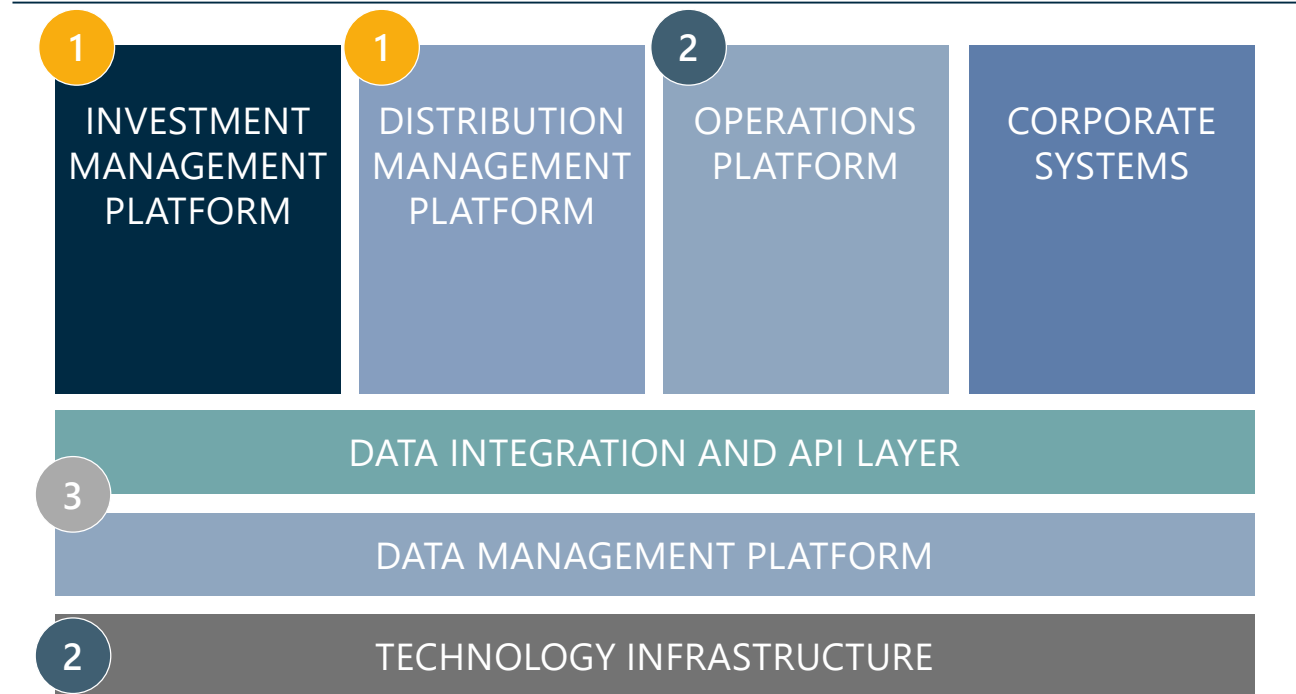 1
INVESTMENT
MANAGEMENT
PLATFORM
1
DISTRIBUTION
MANAGEMENT
PLATFORM
2
OPERATIONS
PLATFORM
CORPORATE
SYSTEMS
DATA INTEGRATION AND API LAYER
3
DATA MANAGEMENT PLATFORM
2
TECHNOLOGY INFRASTRUCTURE